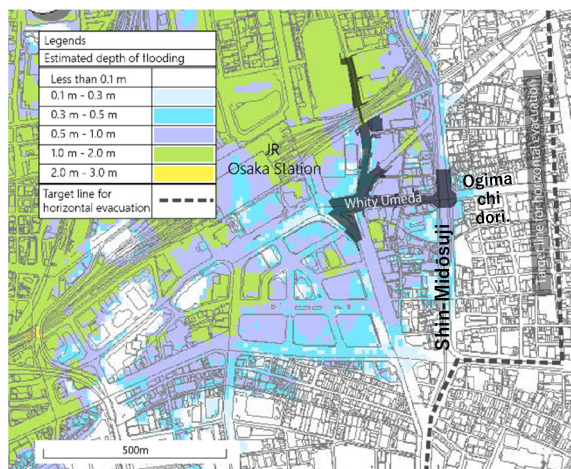 Legends
Estimated depth of flooding
Less than 0.1 m
0.1 m - 0.3 m
0.3 m - 0.5 m
0.5 m - 1.0 m
1.0 m - 2.0 m
2.0 m - 3.0 m
Target line for
horizontal evacuation
JR
Osaka Station
Whity Umeda
Ogima
chi
dori.
Shin-Midosuji
Target line for horizontal evacuation
500m